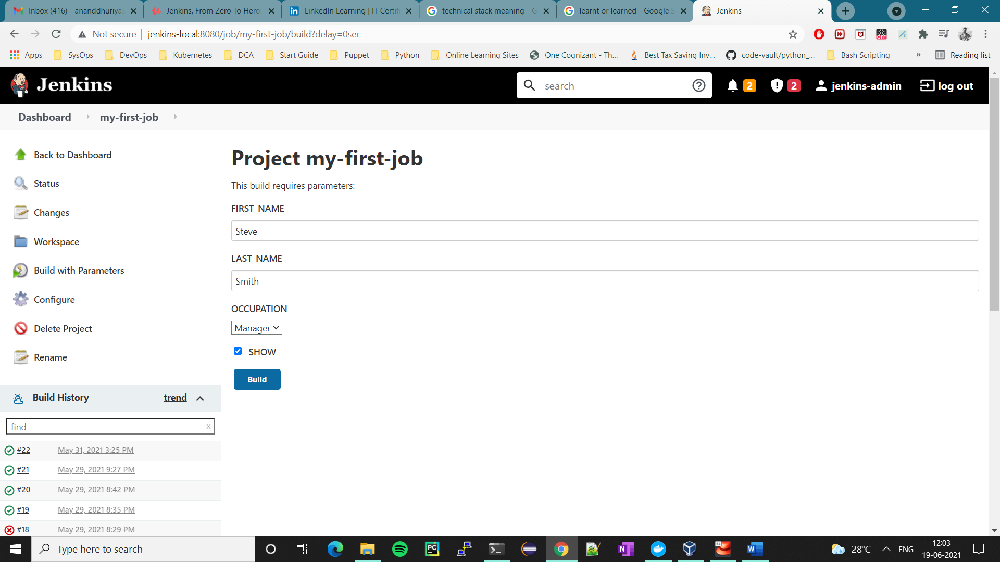 Inbox (416) - ananddhuriya
Jenkins, From Zero To Hero:
LinkedIn Learning | IT Certifi
technical stack meaning - G
learnt or learned - Google S
Jenkins
Not secure | jenkins-local:8080/job/my-first-job/build?delay=0sec
OFF
Apps
SysOps
DevOps
Kubernetes
DCA
Start Guide
Puppet
Python
Online Learning Sites
One Cognizant - Th...
Best Tax Saving Inv...
code-vault/python_...
Bash Scripting
»
Reading list
Jenkins
search
2
2
jenkins-admin
log out
Dashboard
my-first-job
Back to Dashboard
Status
Changes
Workspace
Build with Parameters
Configure
Delete Project
Rename
Build History
trend
find
x
#22 May 31, 2021 3:25 PM
#21 May 29, 2021 9:27 PM
#20 May 29, 2021 8:42 PM
#19 May 29, 2021 8:35 PM
#18 May 29, 2021 8:29 PM
Project my-first-job
This build requires parameters:
FIRST_NAME
Steve
LAST_NAME
Smith
OCCUPATION
Manager
SHOW
Build
Type here to search
PC
N
64
W
28°C
ENG
12:03
19-06-2021